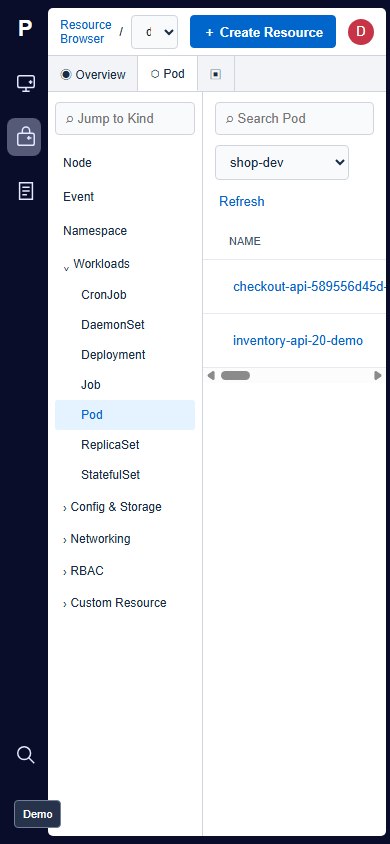 P
Resource
Browser
/
d
+ Create Resource
D
Overview
Pod
Jump to Kind
Search Pod
Node
shop-dev
Event
Refresh
Namespace
NAME
Workloads
checkout-api-589556d45d-
CronJob
DaemonSet
inventory-api-20-demo
Deployment
Job
Pod
ReplicaSet
StatefulSet
› Config & Storage
› Networking
› RBAC
› Custom Resource
Demo